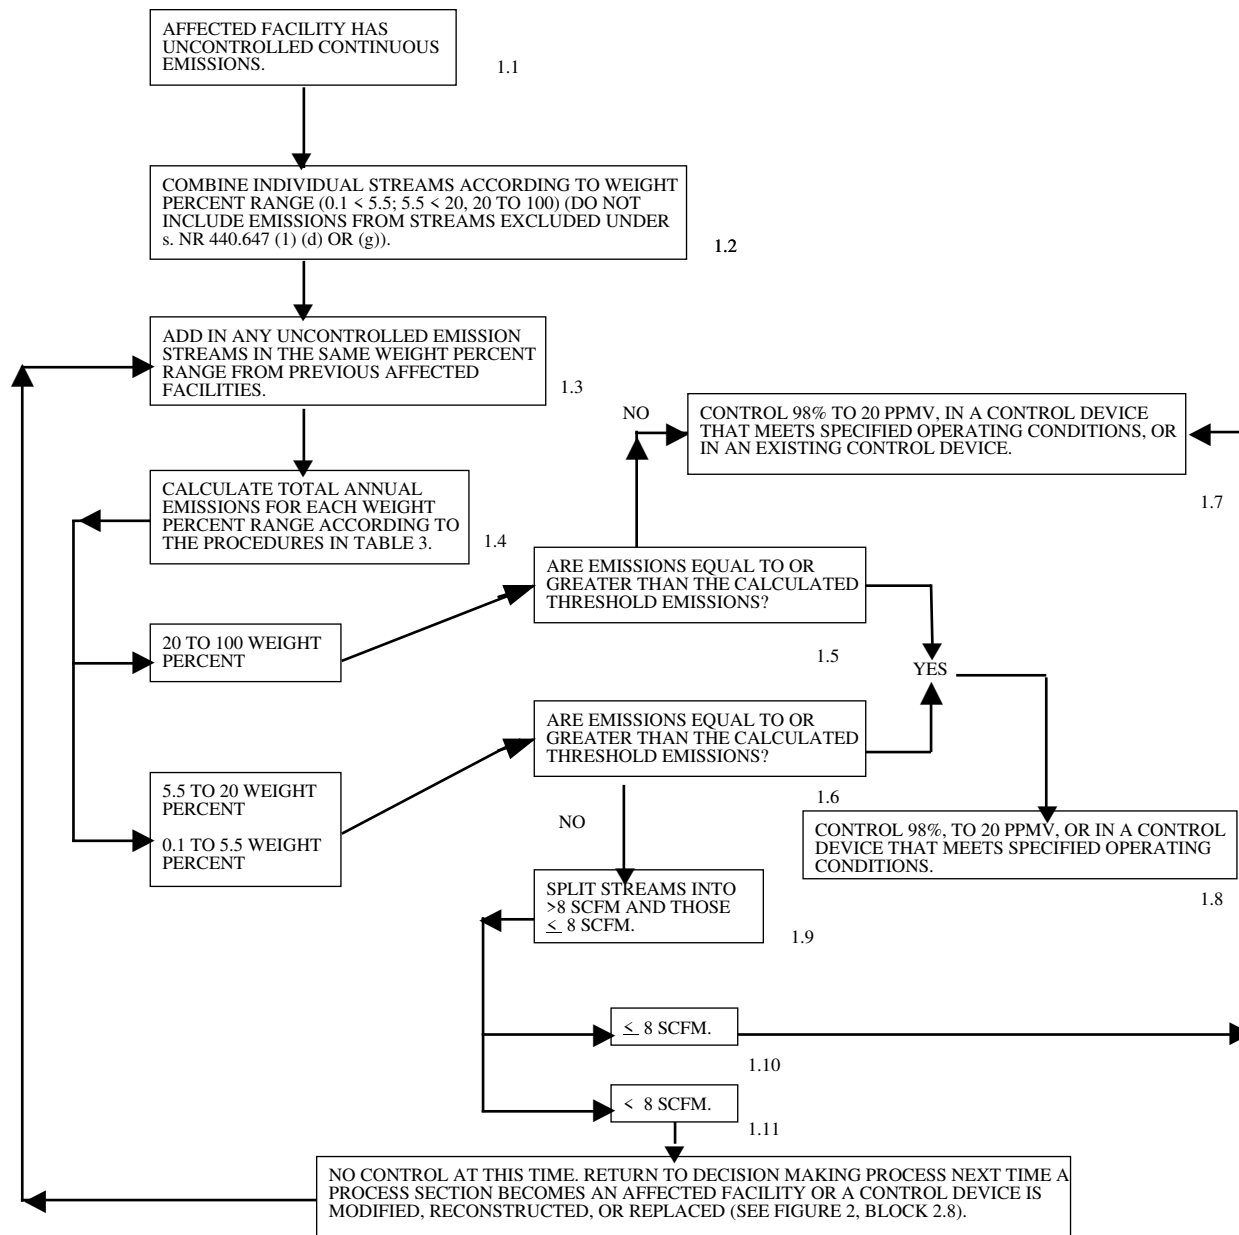 AFFECTED FACILITY HAS
UNCONTROLLED CONTINUOUS
EMISSIONS.
1.1
COMBINE INDIVIDUAL STREAMS ACCORDING TO WEIGHT
PERCENT RANGE (0.1 < 5.5; 5.5 < 20, 20 TO 100) (DO NOT
INCLUDE EMISSIONS FROM STREAMS EXCLUDED UNDER
s. NR 440.647 (1) (d) OR (g)).
1.2
ADD IN ANY UNCONTROLLED EMISSION
STREAMS IN THE SAME WEIGHT PERCENT
RANGE FROM PREVIOUS AFFECTED
FACILITIES.
1.3
NO
CONTROL 98% TO 20 PPMV, IN A CONTROL DEVICE
THAT MEETS SPECIFIED OPERATING CONDITIONS, OR
IN AN EXISTING CONTROL DEVICE.
1.7
CALCULATE TOTAL ANNUAL
EMISSIONS FOR EACH WEIGHT
PERCENT RANGE ACCORDING TO
THE PROCEDURES IN TABLE 3.
1.4
ARE EMISSIONS EQUAL TO OR
GREATER THAN THE CALCULATED
THRESHOLD EMISSIONS?
1.5
20 TO 100 WEIGHT
PERCENT
YES
ARE EMISSIONS EQUAL TO OR
GREATER THAN THE CALCULATED
THRESHOLD EMISSIONS?
1.6
5.5 TO 20 WEIGHT
PERCENT
0.1 TO 5.5 WEIGHT
PERCENT
NO
CONTROL 98%, TO 20 PPMV, OR IN A CONTROL
DEVICE THAT MEETS SPECIFIED OPERATING
CONDITIONS.
1.8
SPLIT STREAMS INTO
>8 SCFM AND THOSE
≤ 8 SCFM.
1.9
≤ 8 SCFM.
1.10
< 8 SCFM.
1.11
NO CONTROL AT THIS TIME. RETURN TO DECISION MAKING PROCESS NEXT TIME A
PROCESS SECTION BECOMES AN AFFECTED FACILITY OR A CONTROL DEVICE IS
MODIFIED, RECONSTRUCTED, OR REPLACED (SEE FIGURE 2, BLOCK 2.8).